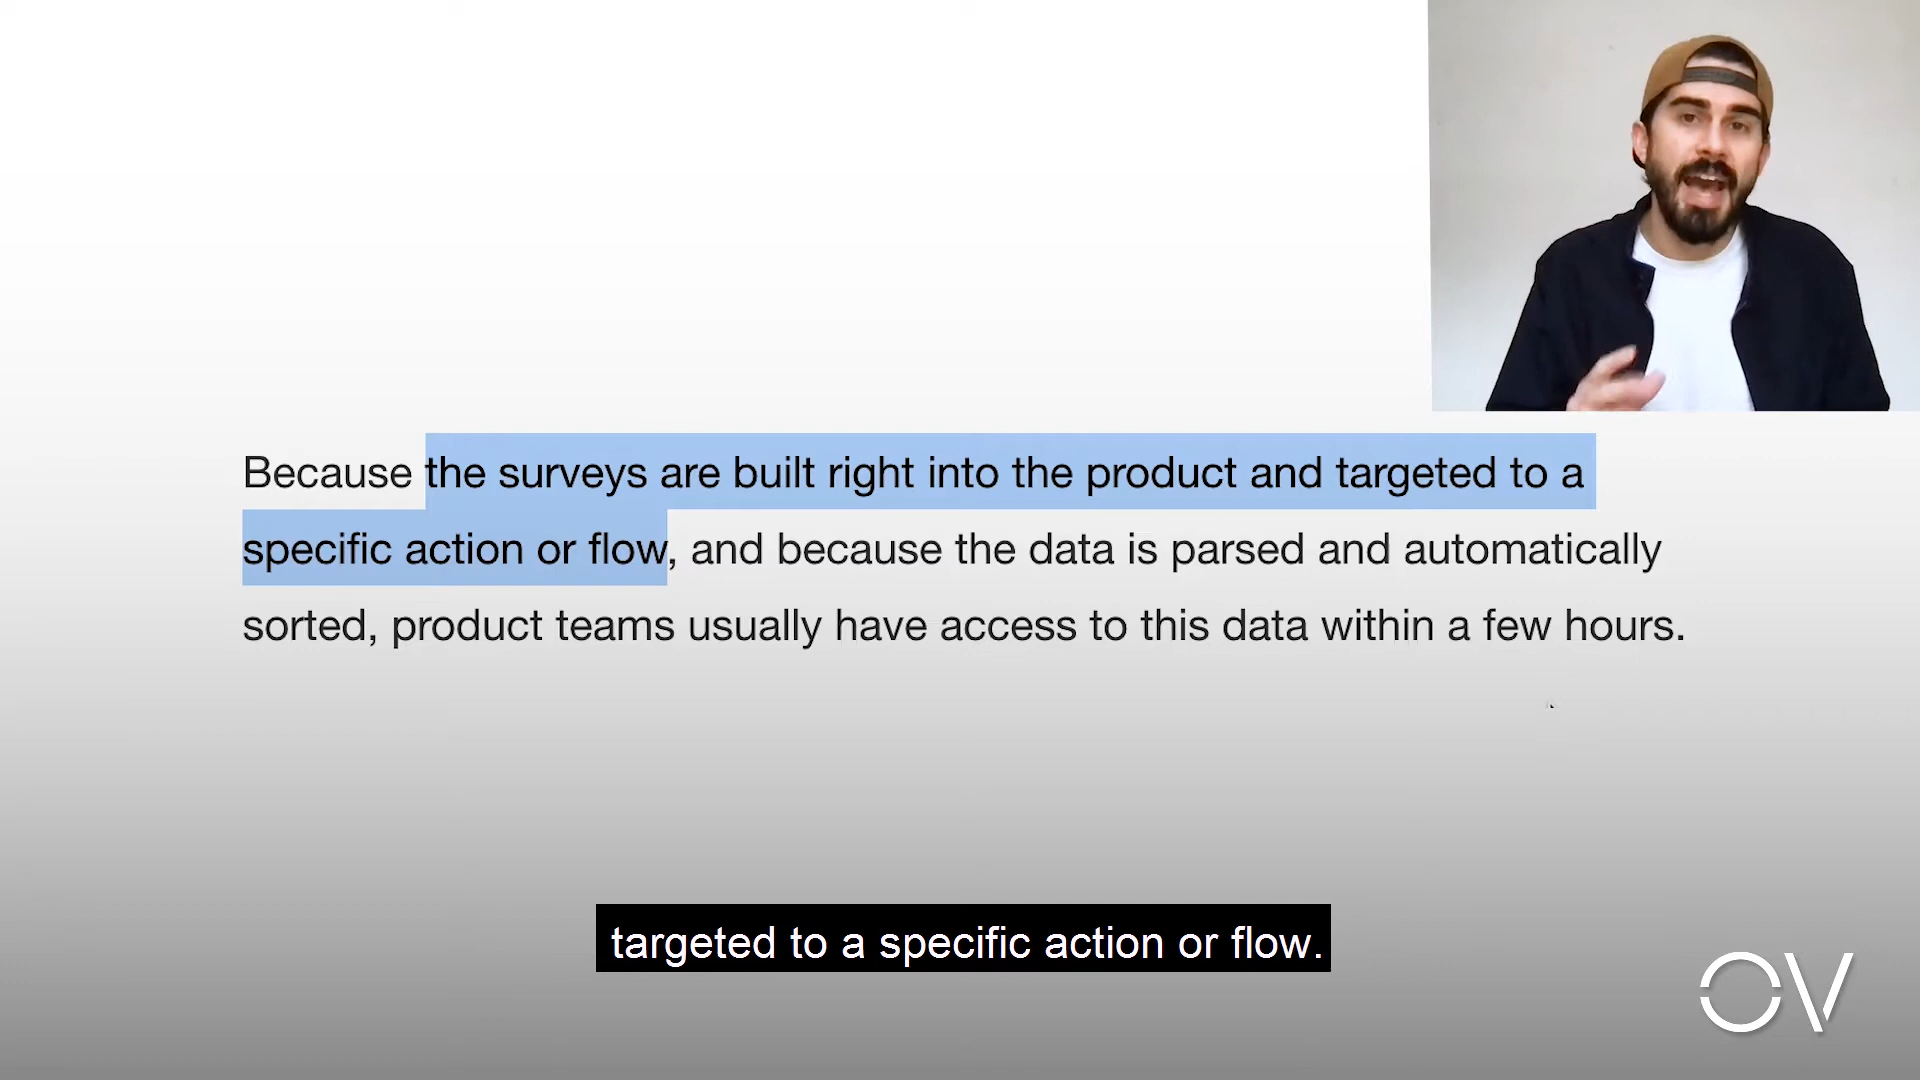 Because the surveys are built right into the product and targeted to a
specific action or flow, and because the data is parsed and automatically
sorted, product teams usually have access to this data within a few hours.
targeted to a specific action or flow.
OV